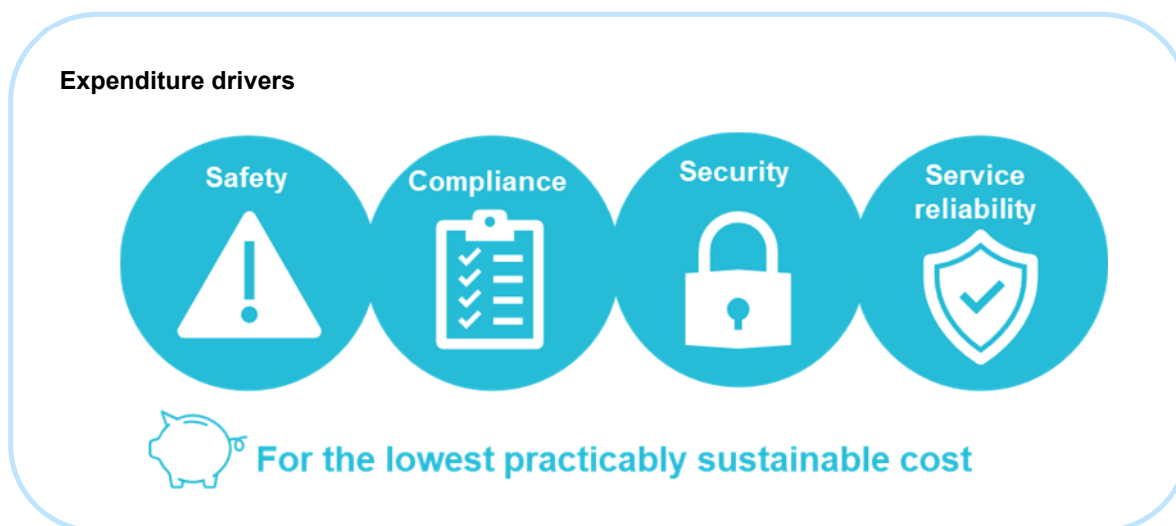 Expenditure drivers
Safety
Compliance
Security
Service
reliability
For the lowest practicably sustainable cost